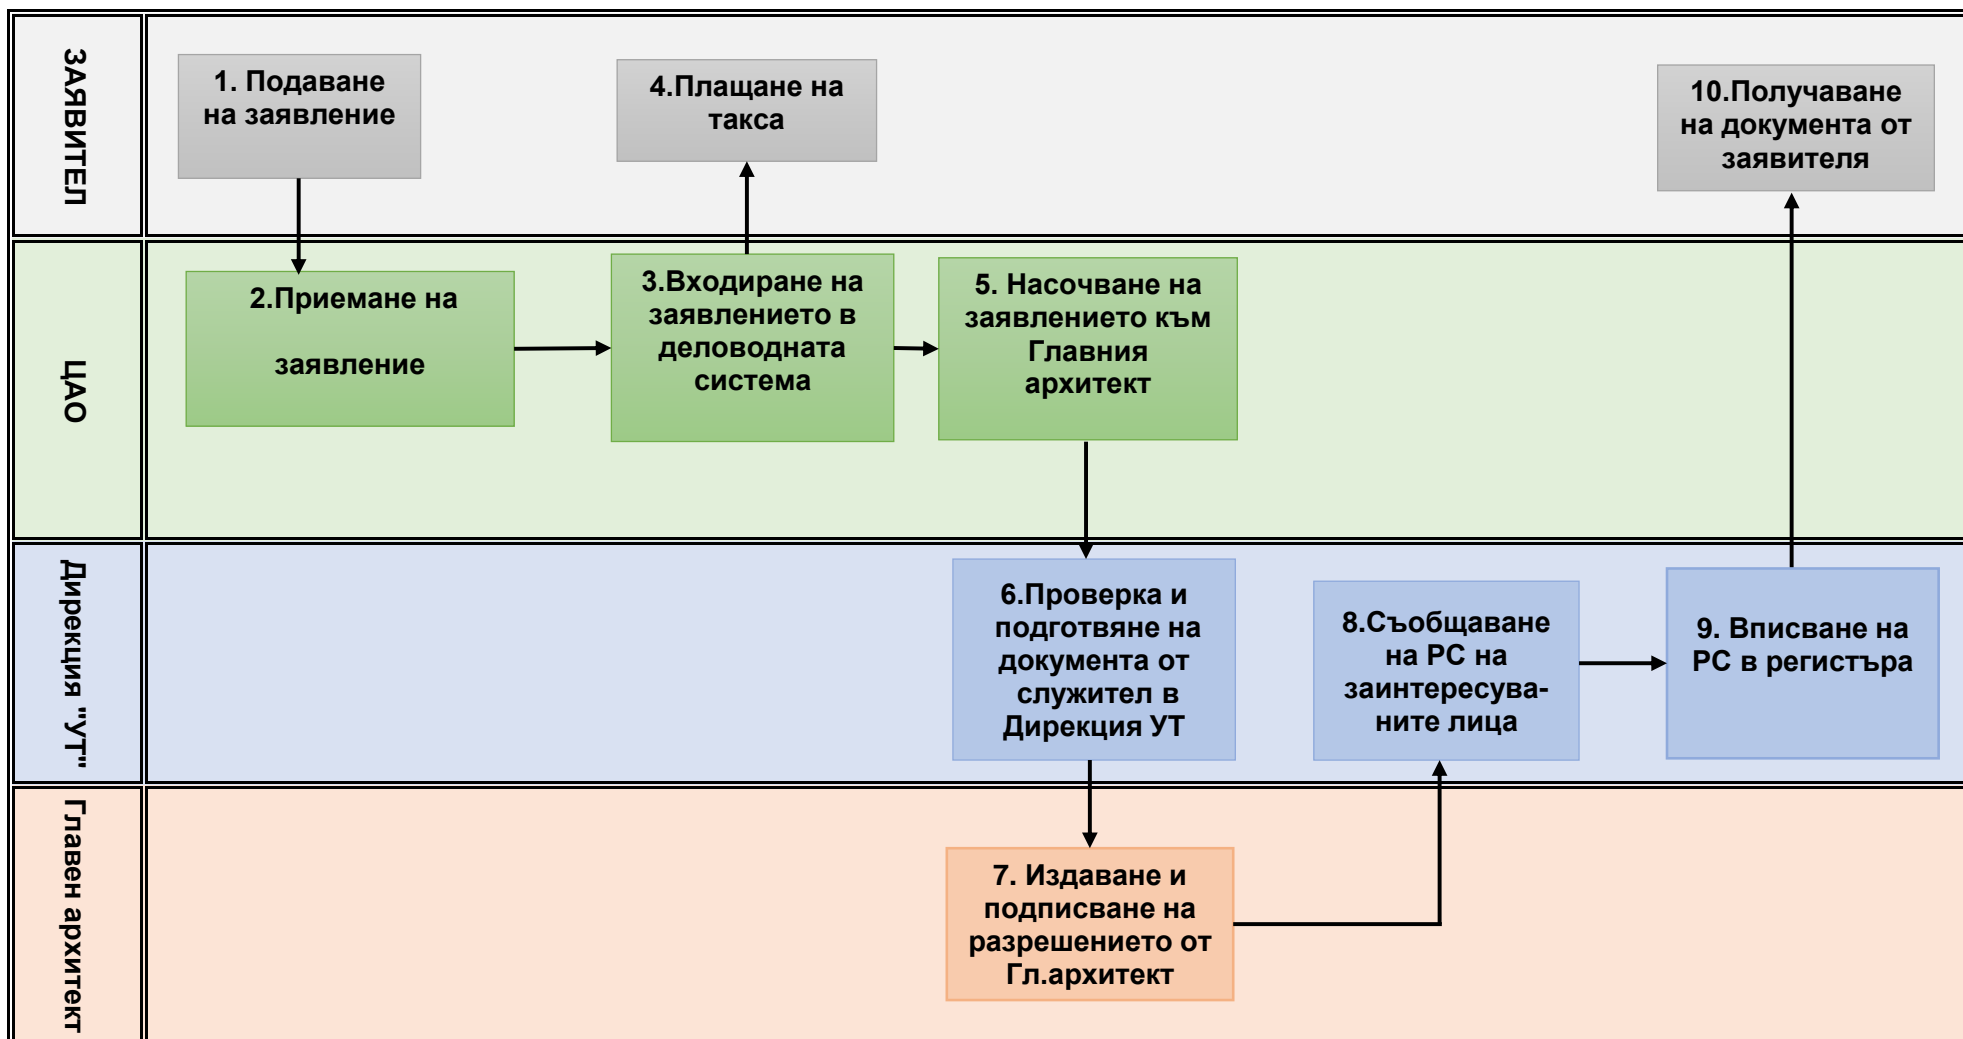 ЗАЯВИТЕЛ
1. Подаване
на заявление
4.Плащане на
такса
10.Получаване
на документа от
заявителя
ЦАО
2.Приемане на
заявление
3.Входиране на
заявлението в
деловодната
система
5. Насочване на
заявлението към
Главния
архитект
Дирекция "УТ"
6.Проверка и
подготвяне на
документа от
служител в
Дирекция УТ
8.Съобщаване
на РС на
заинтересува-
ните лица
9. Вписване на
РС в регистъра
Главен архитект
7. Издаване и
подписване на
разрешението от
Гл.архитект